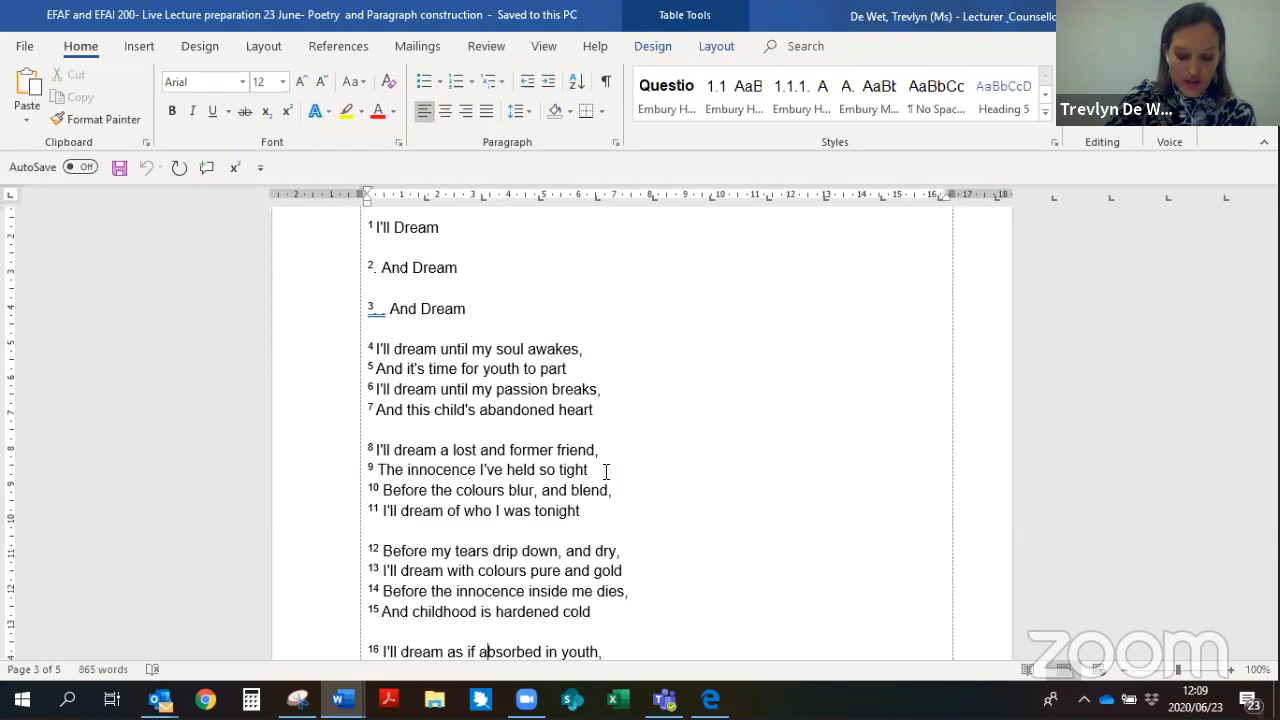 EFAF and EFAI 200- Live Lecture preparation 23 June- Poetry and Paragraph construction - Saved to this PC
Table Tools
De Wet, Trevlyn (Ms) - Lecturer _Counsello
File Home Insert Design Layout References Mailings Review View Help Design Layout Search
Paste
Cut
Copy
Format Painter
Clipboard
Arial 12
Font
Paragraph
Questio 1.1 AaB 1.1.1. A A. AaBb AaBbCc AaBbCcD
Embury H... Embury H... Embury H... Embury M... ¶ No Spac... Heading 5
Styles
Editing
Voice
Trevlyn De W...
AutoSave Off
1 I'll Dream
2. And Dream
3.. And Dream
4 I'll dream until my soul awakes,
5 And it's time for youth to part
6 I'll dream until my passion breaks,
7 And this child's abandoned heart
8 I'll dream a lost and former friend,
9 The innocence I've held so tight
10 Before the colours blur, and blend,
11 I'll dream of who I was tonight
12 Before my tears drip down, and dry,
13 I'll dream with colours pure and gold
14 Before the innocence inside me dies,
15 And childhood is hardened cold
16 I'll dream as if absorbed in youth,
zoom
Page 3 of 5 865 words
100%
12:09
2020/06/23
23